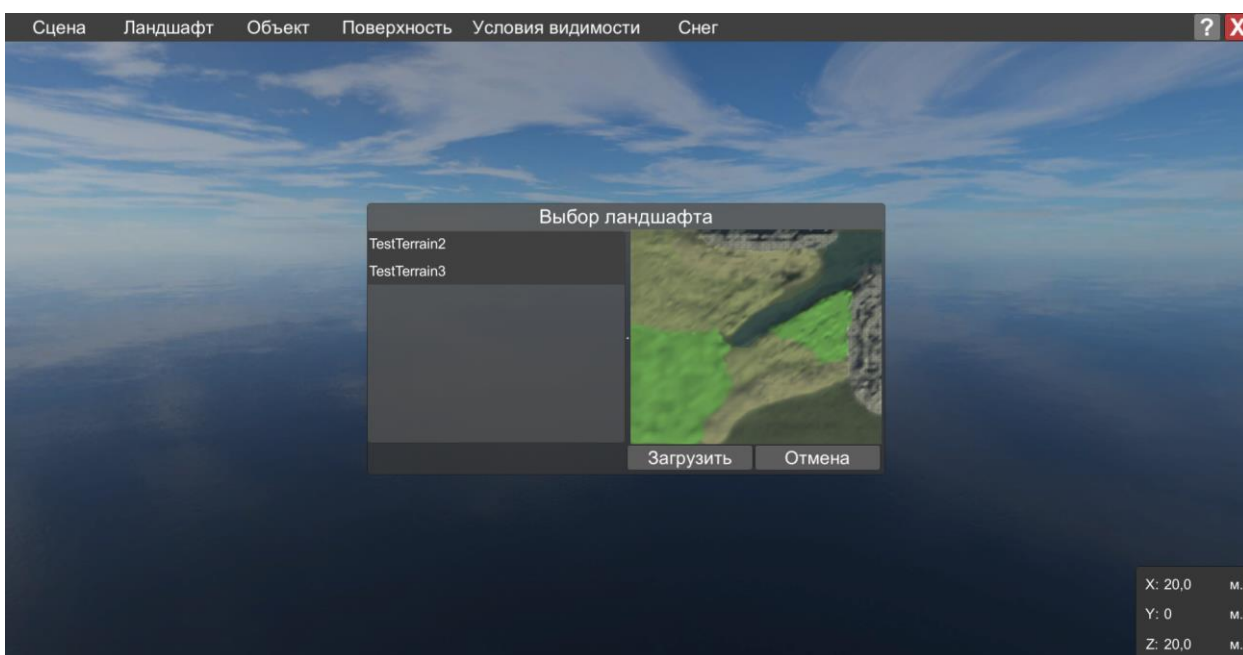 Сцена Ландшафт Объект Поверхность Условия видимости Снег ? X
Выбор ландшафта
TestTerrain2
TestTerrain3
Загрузить Отмена
X: 20,0 м.
Y: 0 м.
Z: 20,0 м.